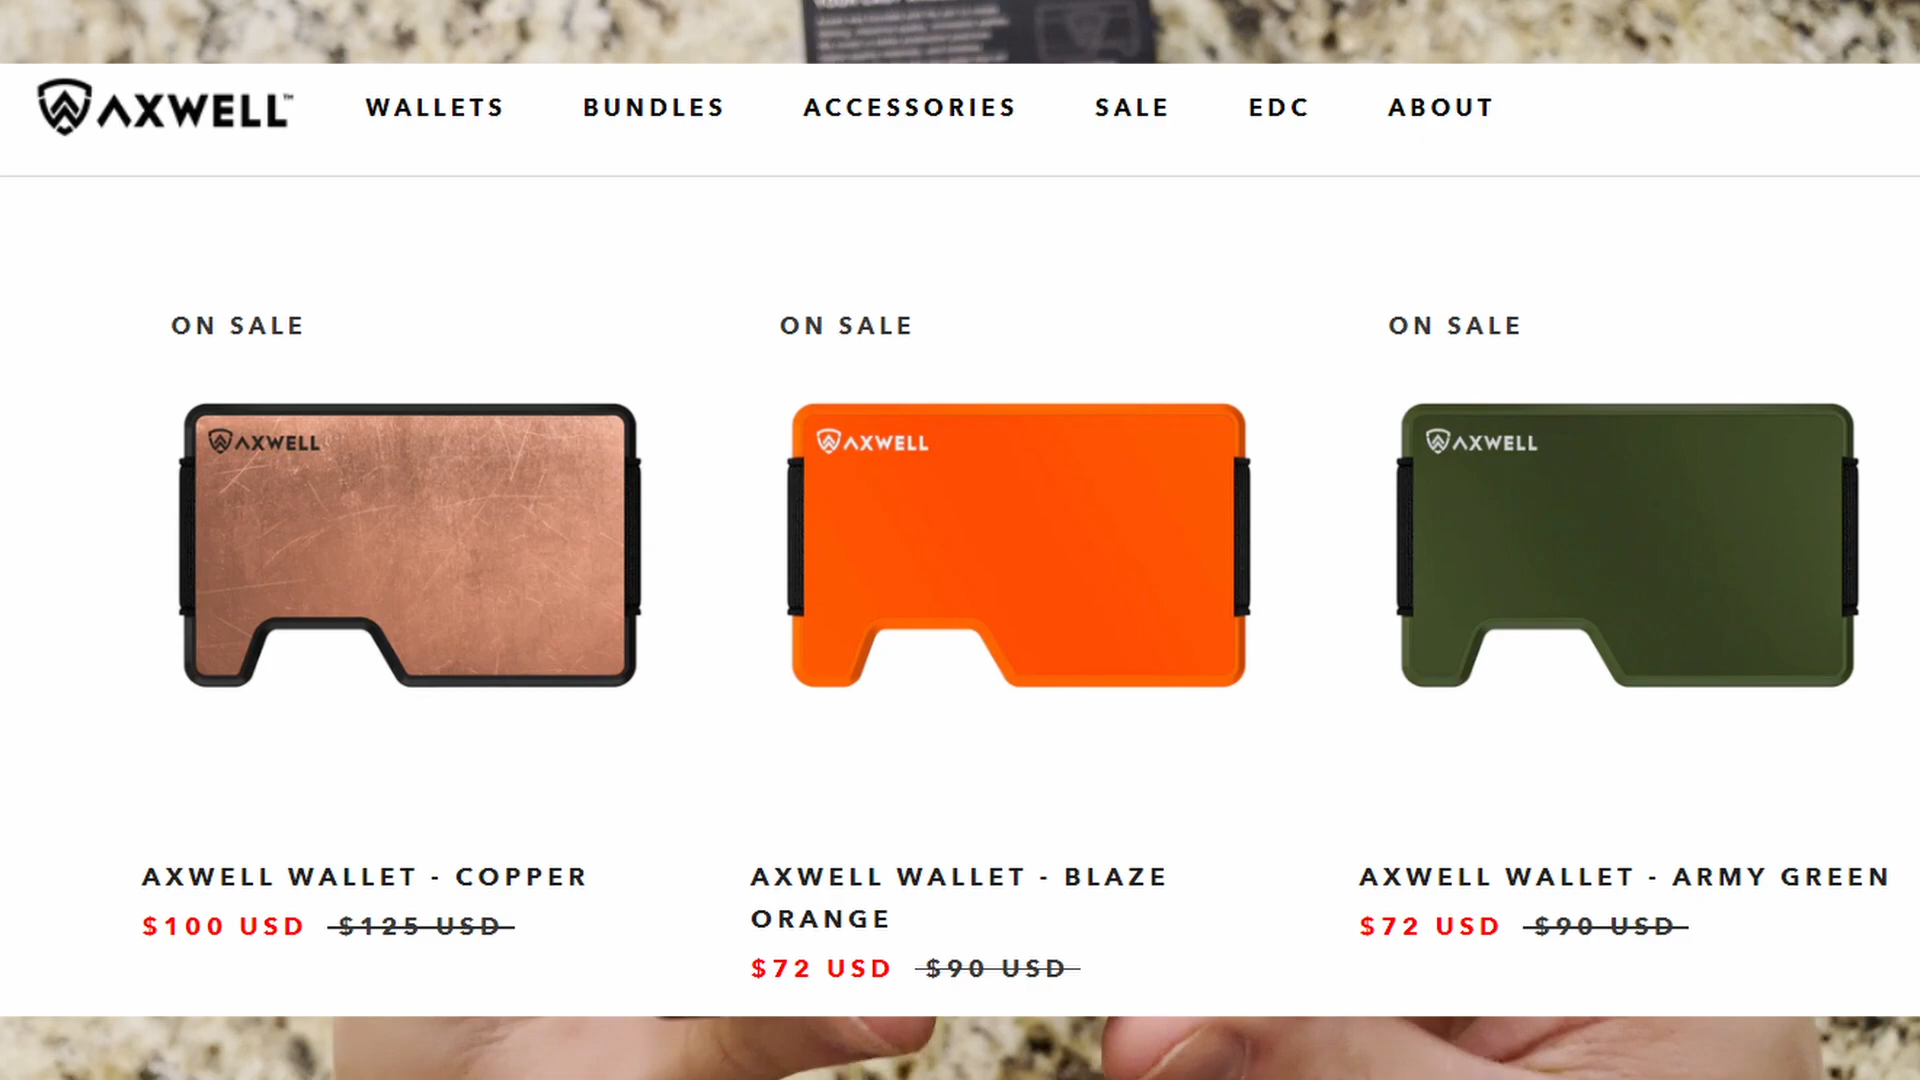 AXWELL™
WALLETS BUNDLES ACCESSORIES SALE EDC ABOUT
ON SALE ON SALE ON SALE
AXWELL AXWELL AXWELL
AXWELL WALLET - COPPER
$100 USD $125 USD
AXWELL WALLET - BLAZE
ORANGE
$72 USD $90 USD
AXWELL WALLET - ARMY GREEN
$72 USD $90 USD